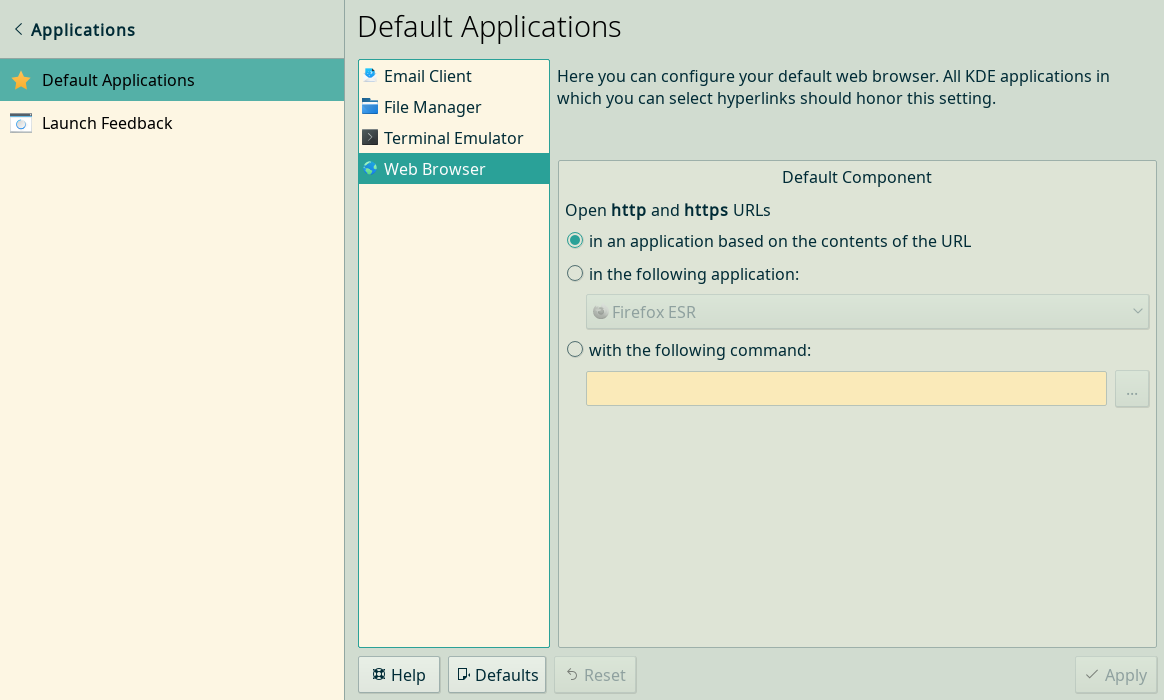 Applications
Default Applications
Launch Feedback
Default Applications
Email Client
File Manager
Terminal Emulator
Web Browser
Here you can configure your default web browser. All KDE applications in
which you can select hyperlinks should honor this setting.
Default Component
Open http and https URLs
in an application based on the contents of the URL
in the following application:
Firefox ESR
with the following command:
...
Help
Defaults
Reset
Apply